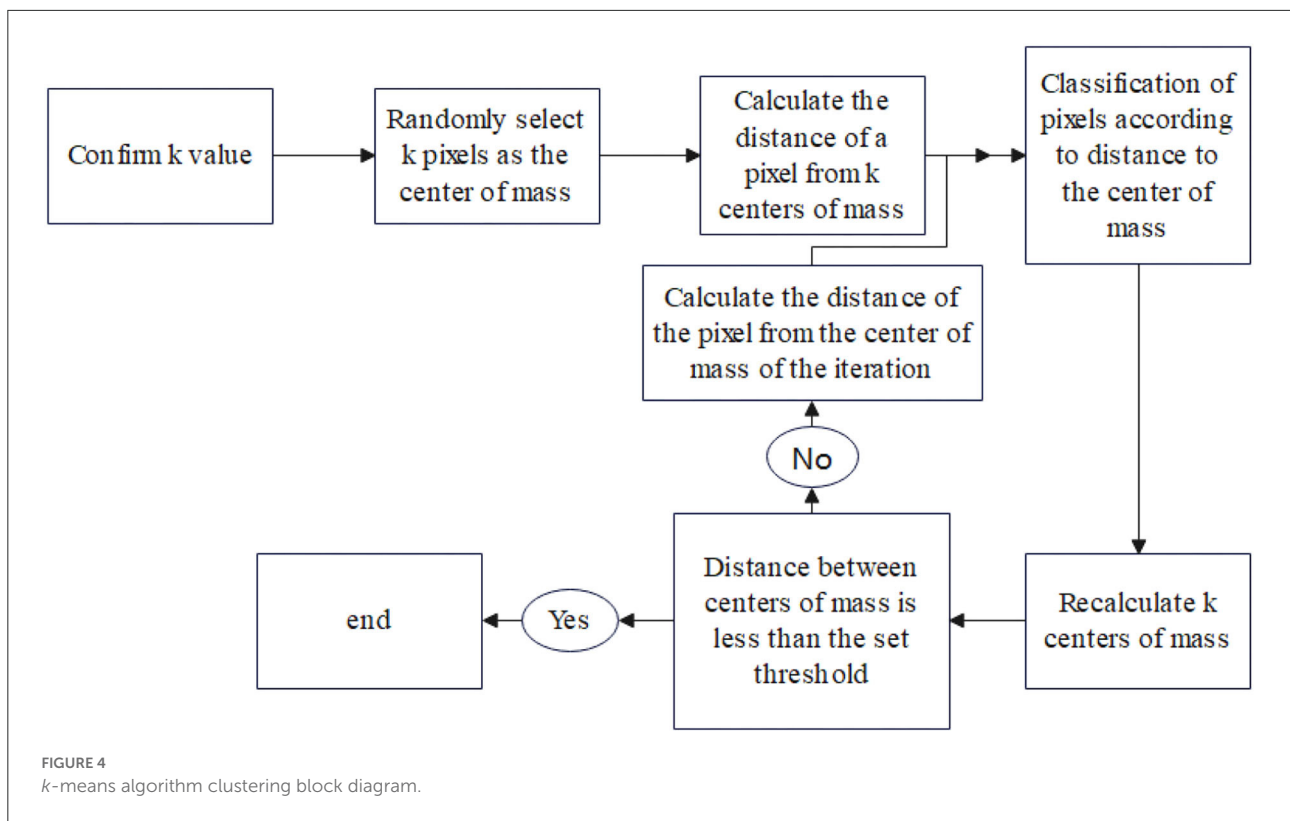 Confirm k value
Randomly select
k pixels as the
center of mass
Calculate the
distance of a
pixel from k
centers of mass
Classification of
pixels according
to distance to
the center of
mass
Calculate the distance of
the pixel from the center of
mass of the iteration
No
Distance between
centers of mass is
less than the set
threshold
Recalculate k
centers of mass
Yes
end
FIGURE 4
k-means algorithm clustering block diagram.